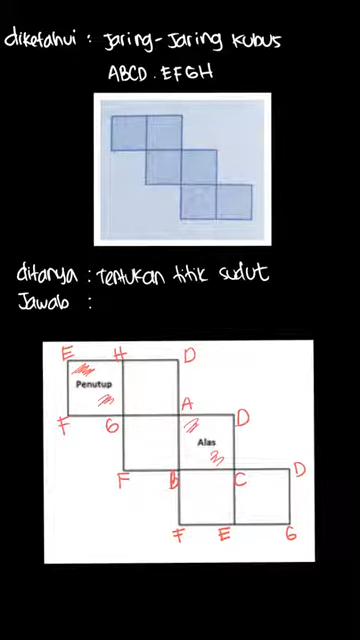 diketahui : Jaring-Jaring kubus
ABCD . EFGH
ditanya : Tentukan titik sudut
Jawab :
E H D
Penutup
F G A D
Alas
F B C D
F E G